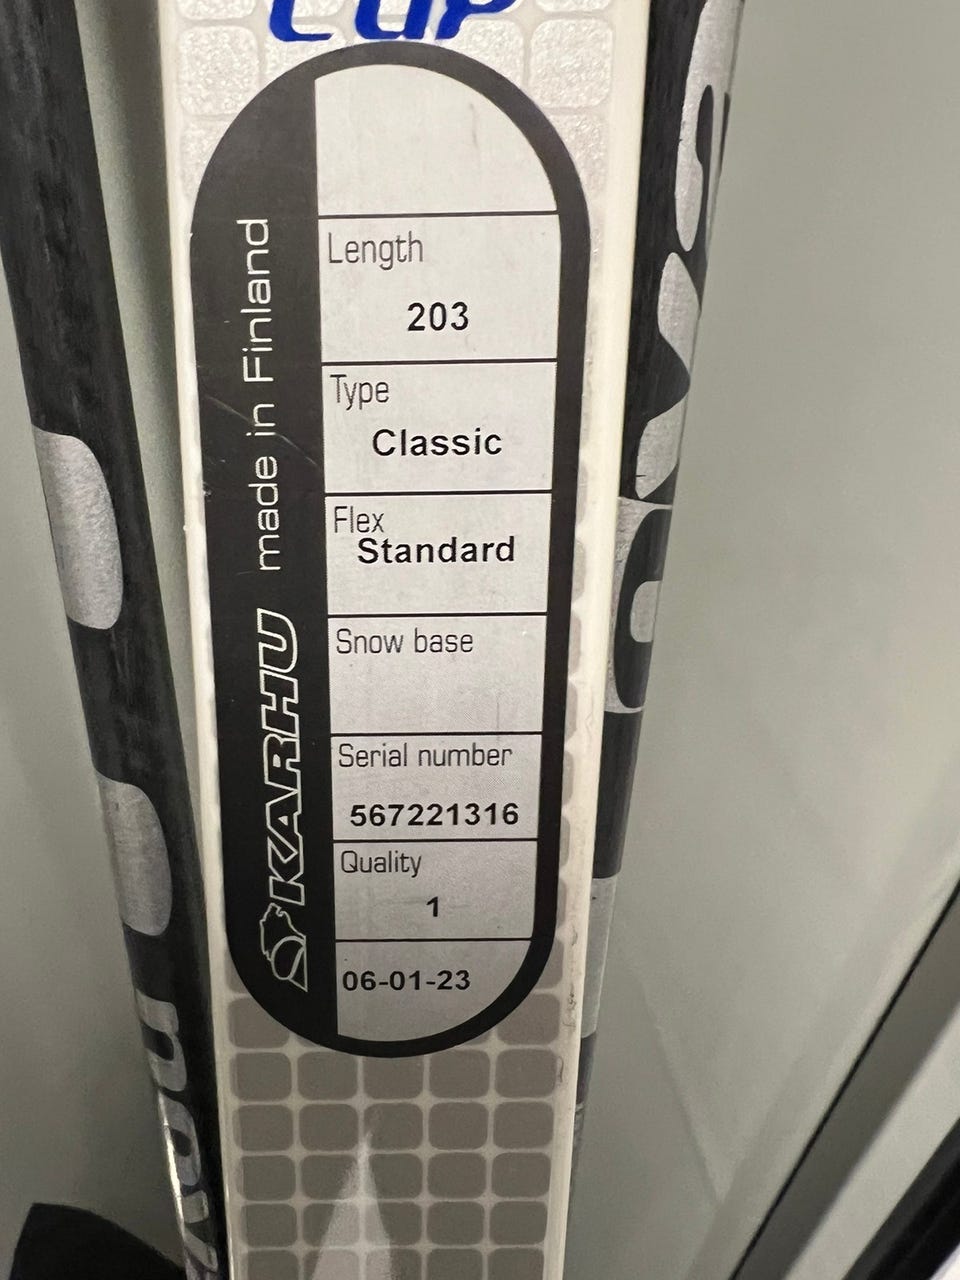 CUP
Length
203
Type
Classic
Flex
Standard
Snow base
Serial number
567221316
Quality
1
06-01-23
KARHU made in Finland